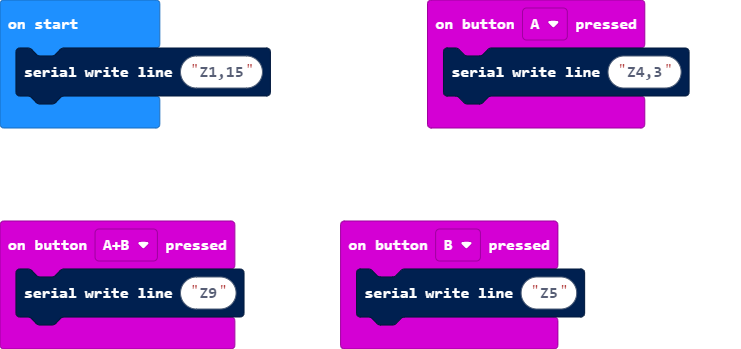 on start
serial write line "Z1,15"
on button A pressed
serial write line "Z4,3"
on button A+B pressed
serial write line "Z9"
on button B pressed
serial write line "Z5"